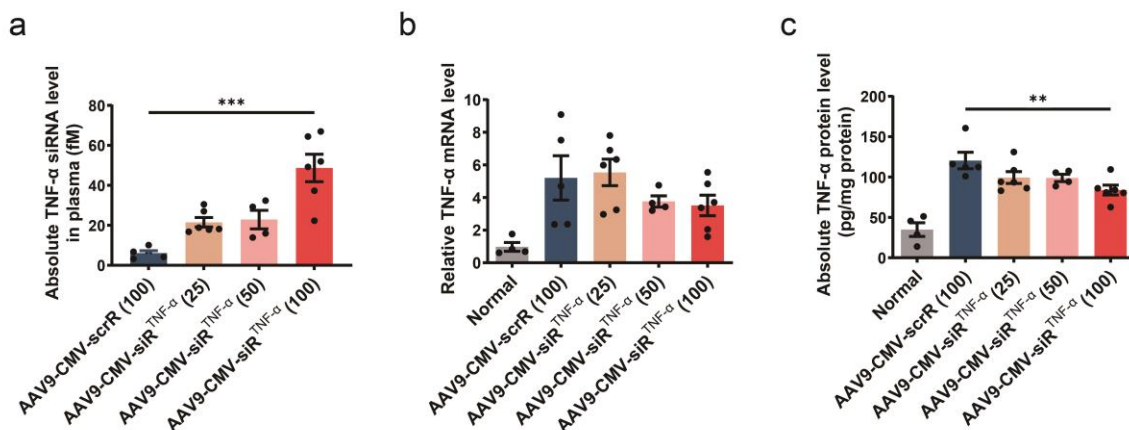 a
Absolute TNF-α siRNA level
in plasma (fM)
80
60
40
20
0
***
AAV9-CMV-scrR (100)
AAV9-CMV-siR^TNF-α (25)
AAV9-CMV-siR^TNF-α (50)
AAV9-CMV-siR^TNF-α (100)
b
Relative TNF-α mRNA level
10
8
6
4
2
0
Normal
AAV9-CMV-scrR (100)
AAV9-CMV-siR^TNF-α (25)
AAV9-CMV-siR^TNF-α (50)
AAV9-CMV-siR^TNF-α (100)
c
Absolute TNF-α protein level
(pg/mg protein)
200
150
100
50
0
**
Normal
AAV9-CMV-scrR (100)
AAV9-CMV-siR^TNF-α (25)
AAV9-CMV-siR^TNF-α (50)
AAV9-CMV-siR^TNF-α (100)